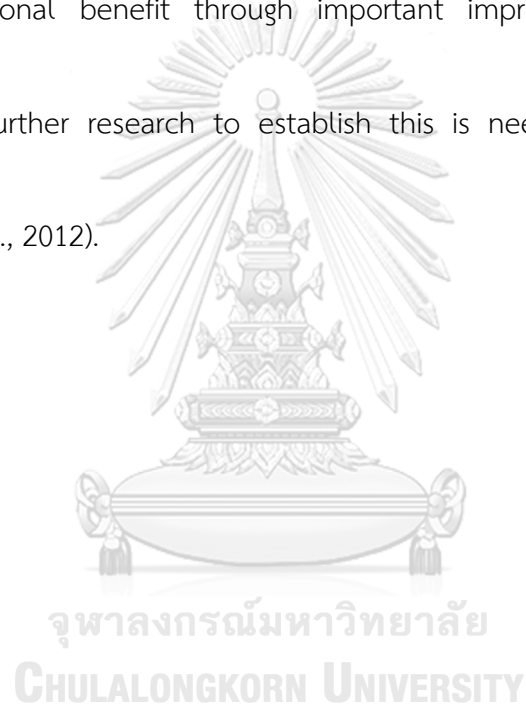 onal benefit through important impr
urther research to establish this is nee
., 2012).
จุฬาลงกรณ์มหาวิทยาลัย
CHULALONGKORN UNIVERSITY